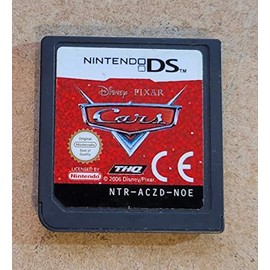 NINTENDO DS™
Disney · PIXAR
Cars
Original
Nintendo
Seal of
Quality
LICENSED BY
Nintendo
THQ
CE
© 2006 Disney/Pixar.
NTR-ACZD-NOE